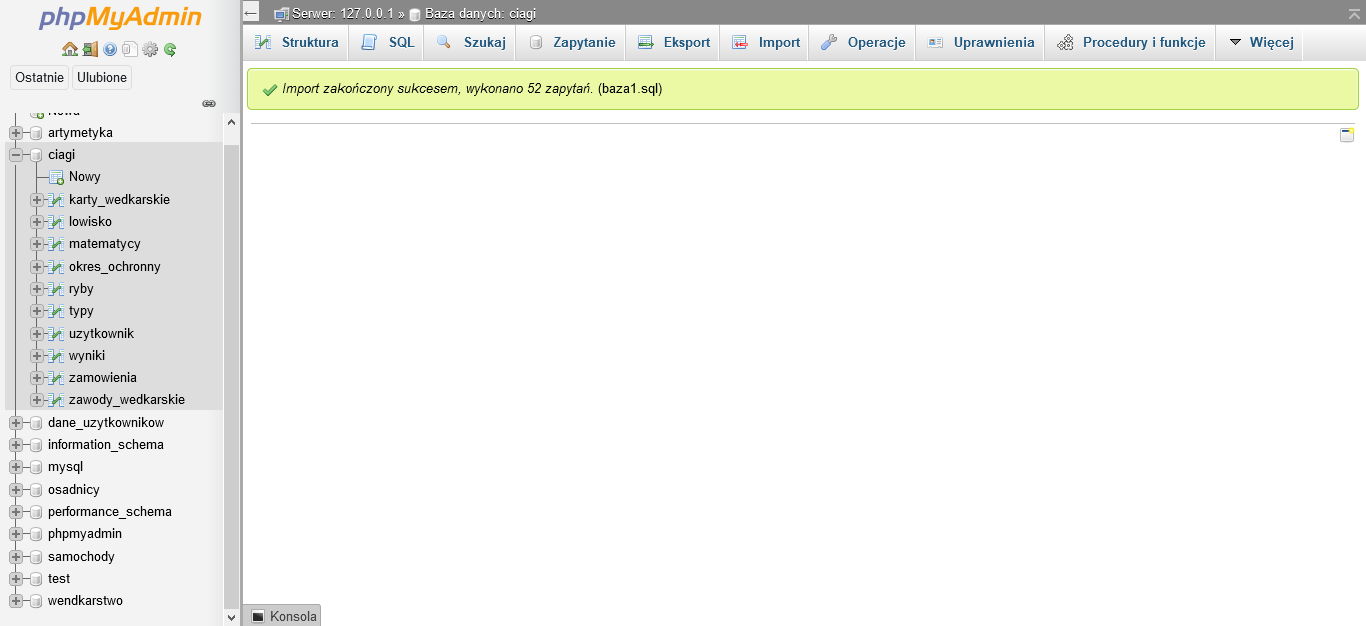 phpMyAdmin
Ostatnie Ulubione
Nowa
artymetyka
ciagi
Nowy
karty_wedkarskie
lowisko
matematycy
okres_ochronny
ryby
typy
uzytkownik
wyniki
zamowienia
zawody_wedkarskie
dane_uzytkownikow
information_schema
mysql
osadnicy
performance_schema
phpmyadmin
samochody
test
wendkarstwo
Serwer: 127.0.0.1 » Baza danych: ciagi
Struktura SQL Szukaj Zapytanie Eksport Import Operacje Uprawnienia Procedury i funkcje Więcej
Import zakończony sukcesem, wykonano 52 zapytań. (baza1.sql)
Konsola